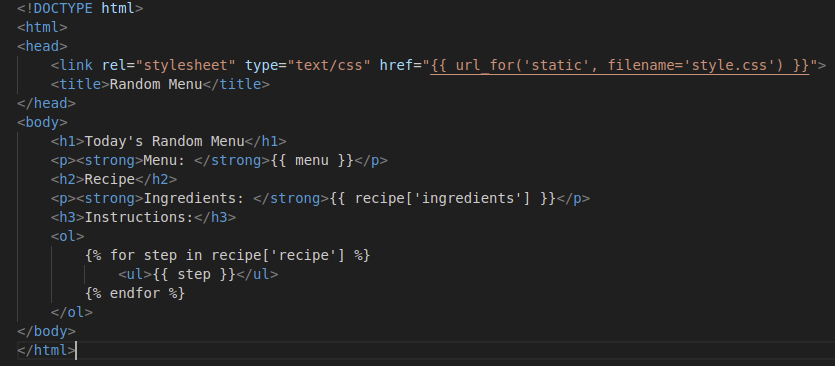 <!DOCTYPE html>
<html>
<head>
    <link rel="stylesheet" type="text/css" href="{{ url_for('static', filename='style.css') }}">
    <title>Random Menu</title>
</head>
<body>
    <h1>Today's Random Menu</h1>
    <p><strong>Menu: </strong>{{ menu }}</p>
    <h2>Recipe</h2>
    <p><strong>Ingredients: </strong>{{ recipe['ingredients'] }}</p>
    <h3>Instructions:</h3>
    <ol>
        {% for step in recipe['recipe'] %}
            <ul>{{ step }}</ul>
        {% endfor %}
    </ol>
</body>
</html>